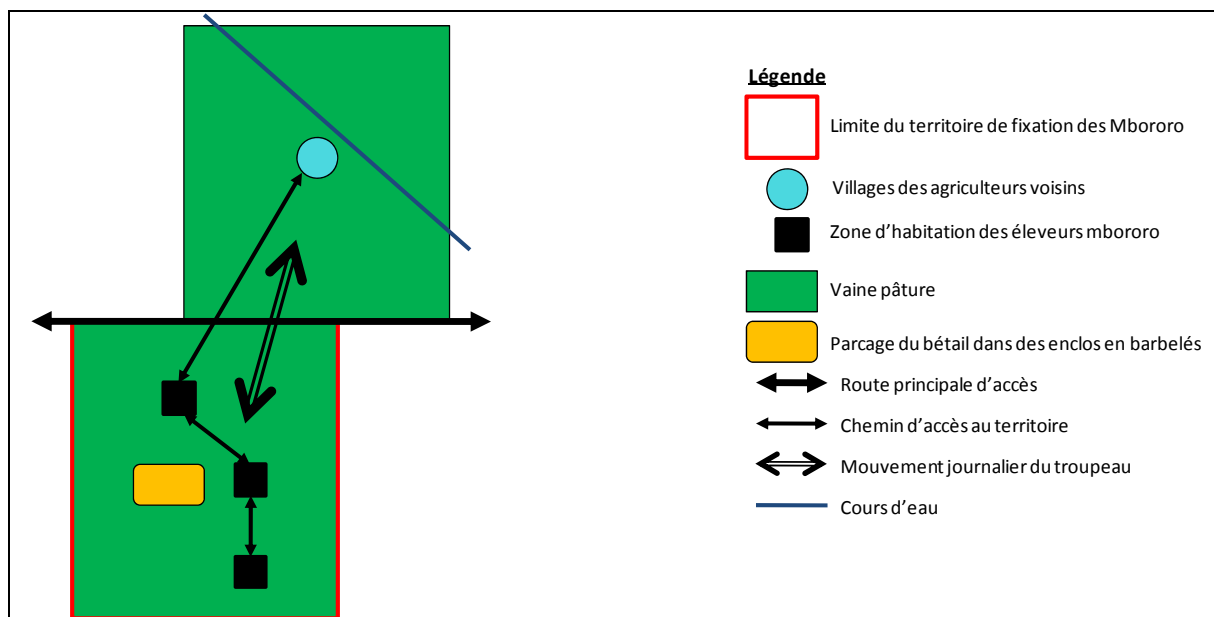 Légende
Limite du territoire de fixation des Mbororo
Villages des agriculteurs voisins
Zone d’habitation des éleveurs mbororo
Vaine pâture
Parcage du bétail dans des enclos en barbelés
Route principale d’accès
Chemin d’accès au territoire
Mouvement journalier du troupeau
Cours d’eau